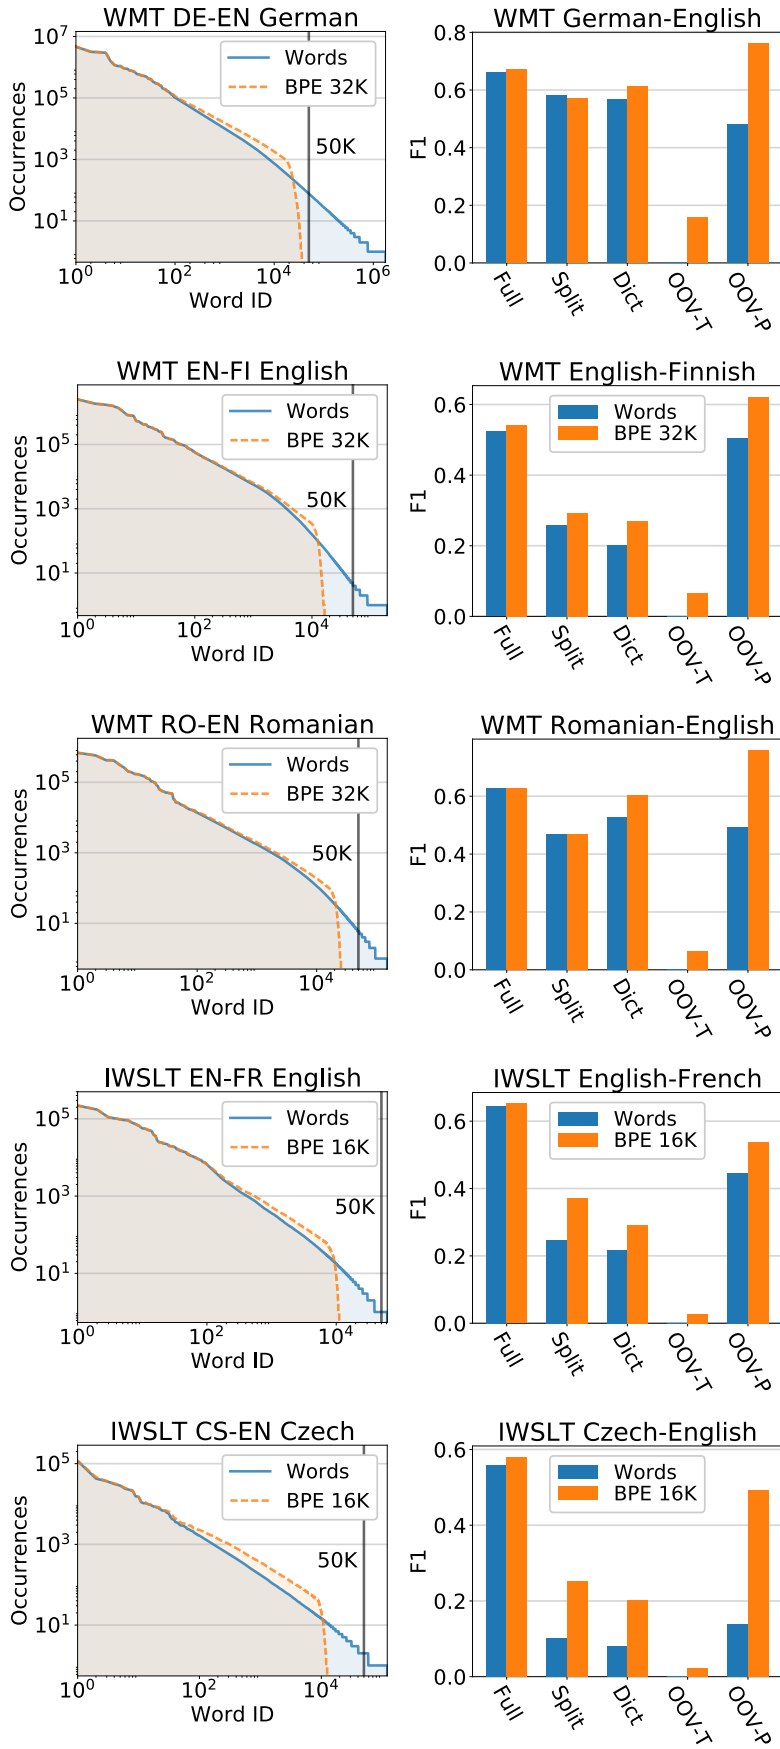 WMT DE-EN German
10^7
10^5
10^3
10^1
Occurrences
Words
BPE 32K
50K
10^0 10^2 10^4 10^6
Word ID
WMT German-English
0.8
0.6
0.4
0.2
0.0
F1
Full Split Dict OOV-T OOV-P
WMT EN-FI English
10^5
10^3
10^1
Occurrences
Words
BPE 32K
50K
10^0 10^2 10^4
Word ID
WMT English-Finnish
0.6
0.4
0.2
0.0
F1
Words
BPE 32K
Full Split Dict OOV-T OOV-P
WMT RO-EN Romanian
10^5
10^3
10^1
Occurrences
Words
BPE 32K
50K
10^0 10^2 10^4
Word ID
WMT Romanian-English
0.6
0.4
0.2
0.0
F1
Full Split Dict OOV-T OOV-P
IWSLT EN-FR English
10^5
10^3
10^1
Occurrences
Words
BPE 16K
50K
10^0 10^2 10^4
Word ID
IWSLT English-French
0.6
0.4
0.2
0.0
F1
Words
BPE 16K
Full Split Dict OOV-T OOV-P
IWSLT CS-EN Czech
10^5
10^3
10^1
Occurrences
Words
BPE 16K
50K
10^0 10^2 10^4
Word ID
IWSLT Czech-English
0.6
0.4
0.2
0.0
F1
Words
BPE 16K
Full Split Dict OOV-T OOV-P